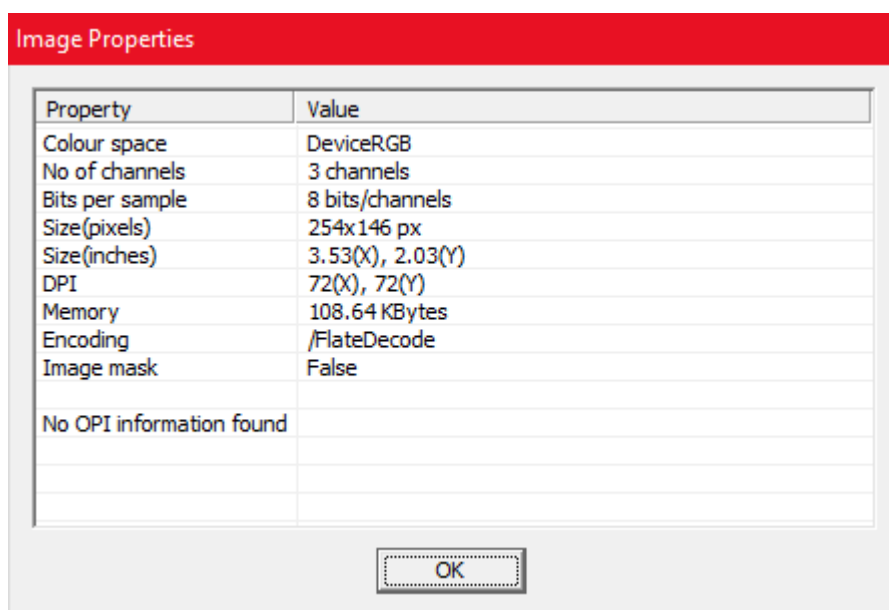 Image Properties
Property Value
Colour space DeviceRGB
No of channels 3 channels
Bits per sample 8 bits/channels
Size(pixels) 254x146 px
Size(inches) 3.53(X), 2.03(Y)
DPI 72(X), 72(Y)
Memory 108.64 KBytes
Encoding /FlateDecode
Image mask False
No OPI information found
OK